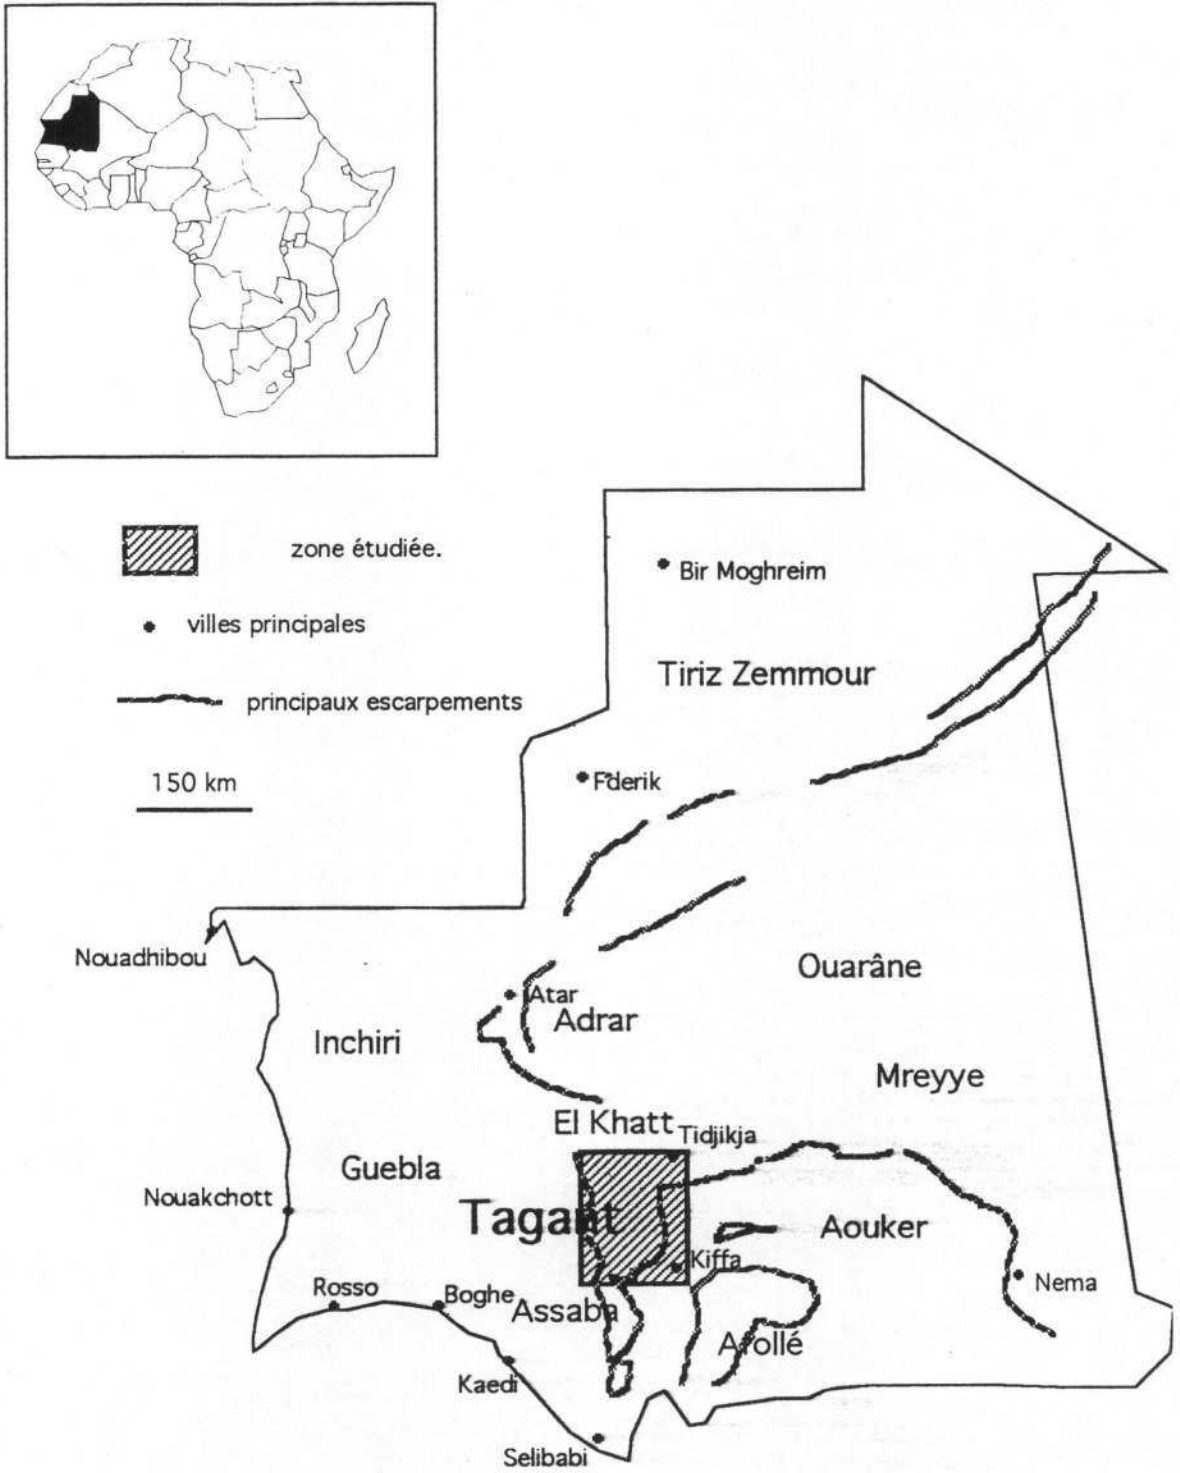 zone étudiée.
villes principales
principaux escarpements
150 km
Bir Moghreim
Tiriz Zemmour
Fderik
Nouadhibou
Ouarâne
Atar
Adrar
Inchiri
Mreyye
El Khatt
Tidjikja
Guebla
Nouakchott
Tagant
Aouker
Kiffa
Nema
Rosso
Boghe
Assaba
Afollé
Kaedi
Selibabi